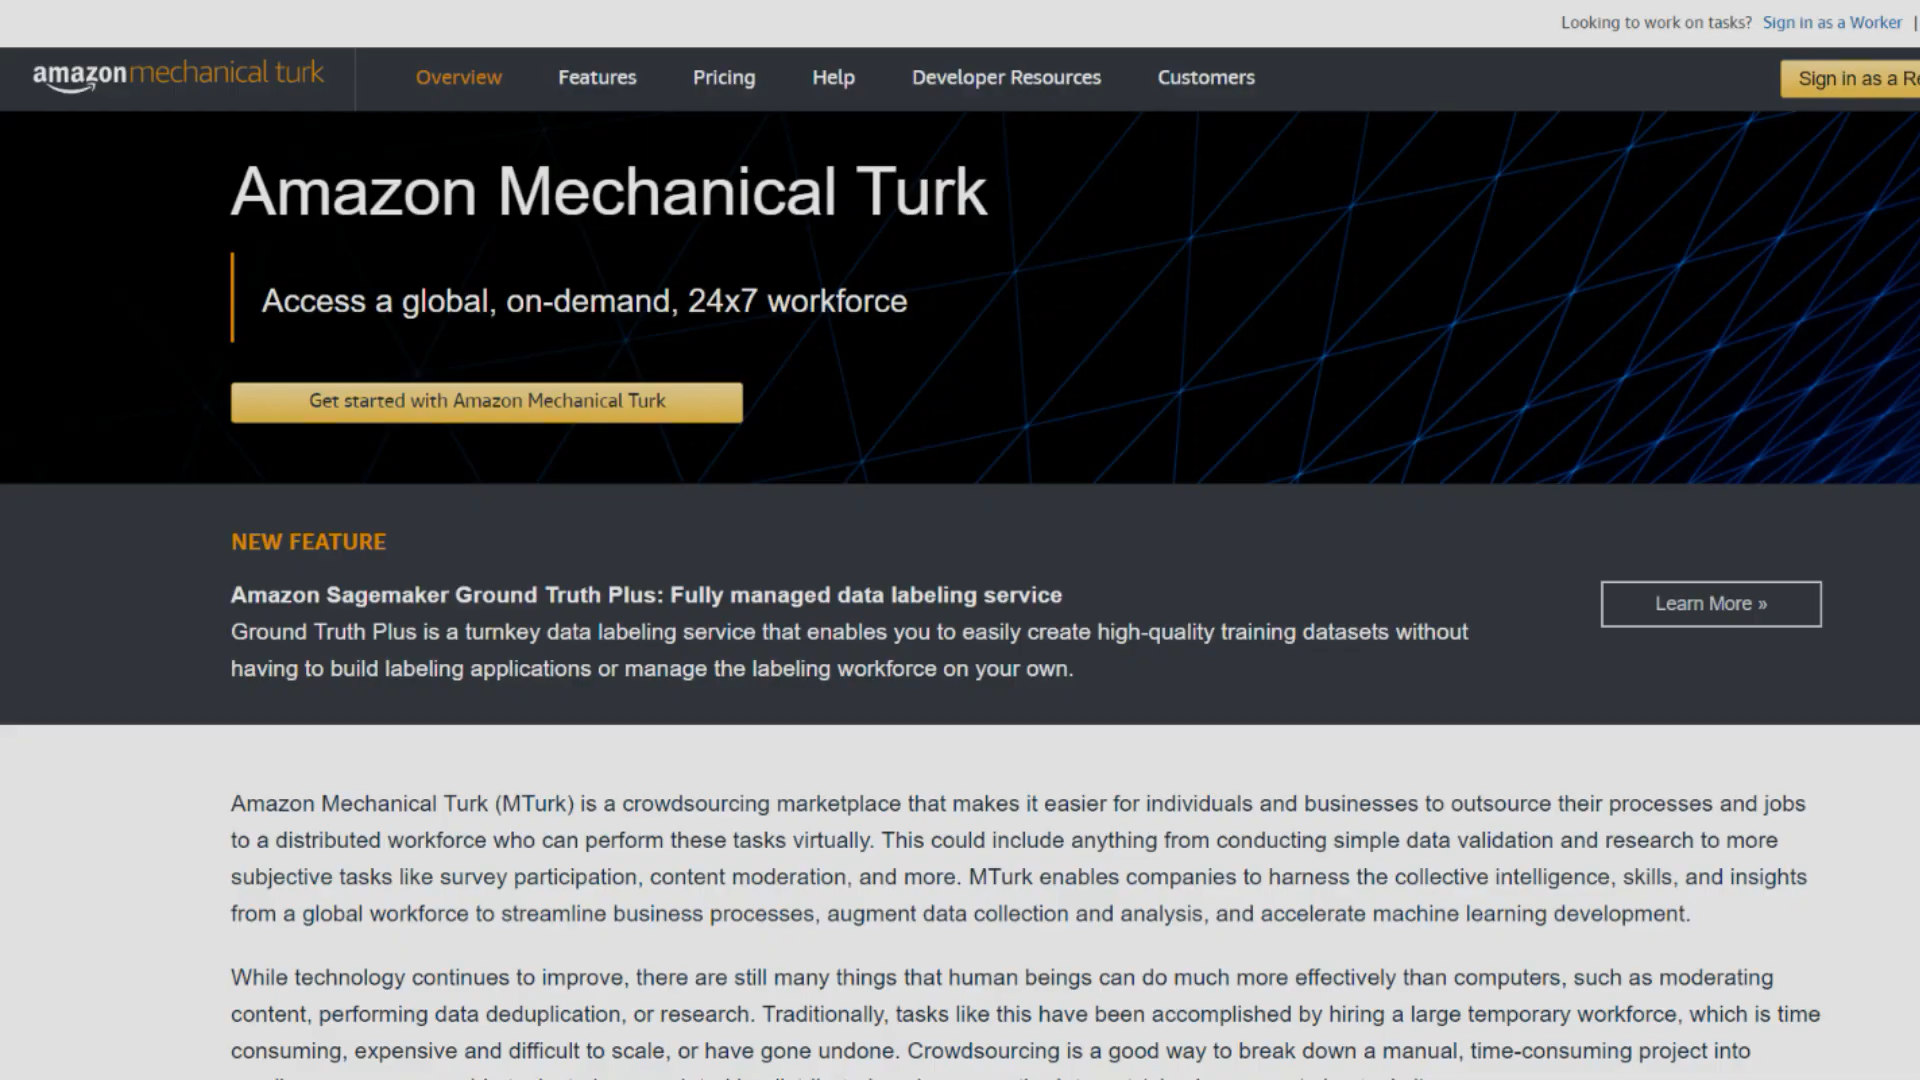 Looking to work on tasks? Sign in as a Worker |
amazon mechanical turk
Overview Features Pricing Help Developer Resources Customers
Sign in as a Re
Amazon Mechanical Turk
Access a global, on-demand, 24x7 workforce
Get started with Amazon Mechanical Turk
NEW FEATURE
Amazon Sagemaker Ground Truth Plus: Fully managed data labeling service
Ground Truth Plus is a turnkey data labeling service that enables you to easily create high-quality training datasets without
having to build labeling applications or manage the labeling workforce on your own.
Learn More »
Amazon Mechanical Turk (MTurk) is a crowdsourcing marketplace that makes it easier for individuals and businesses to outsource their processes and jobs
to a distributed workforce who can perform these tasks virtually. This could include anything from conducting simple data validation and research to more
subjective tasks like survey participation, content moderation, and more. MTurk enables companies to harness the collective intelligence, skills, and insights
from a global workforce to streamline business processes, augment data collection and analysis, and accelerate machine learning development.
While technology continues to improve, there are still many things that human beings can do much more effectively than computers, such as moderating
content, performing data deduplication, or research. Traditionally, tasks like this have been accomplished by hiring a large temporary workforce, which is time
consuming, expensive and difficult to scale, or have gone undone. Crowdsourcing is a good way to break down a manual, time-consuming project into